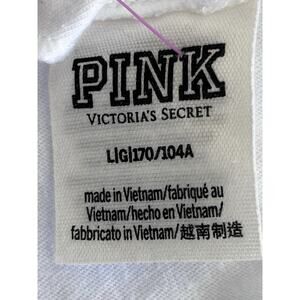 PINK
VICTORIA'S SECRET
L|G|170/104A
made in Vietnam/fabriqué au
Vietnam/hecho en Vietnam/
fabbricato in Vietnam/越南制造